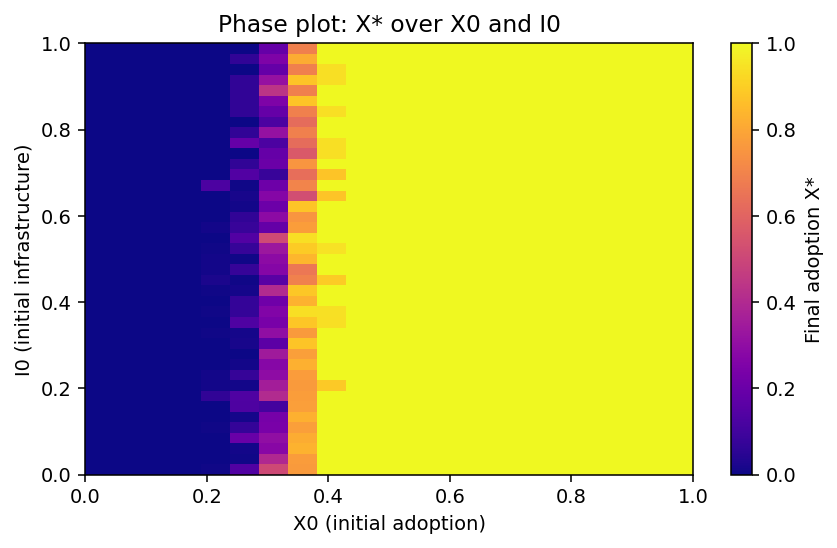 Phase plot: X* over X0 and I0
I0 (initial infrastructure)
1.0
0.8
0.6
0.4
0.2
0.0
0.0 0.2 0.4 0.6 0.8 1.0
X0 (initial adoption)
1.0
0.8
0.6
0.4
0.2
0.0
Final adoption X*